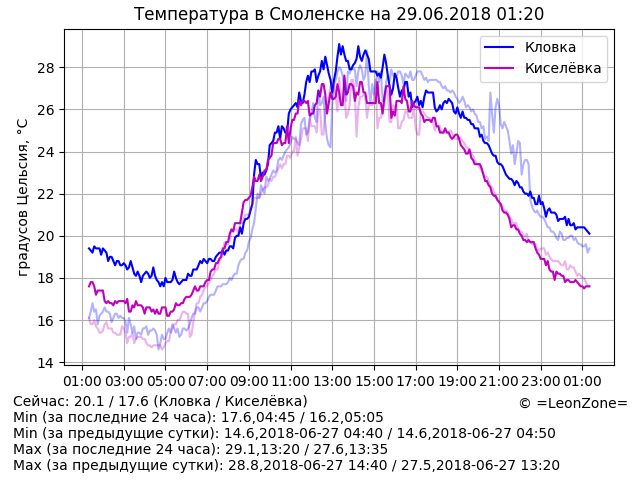 Температура в Смоленске на 29.06.2018 01:20
Кловка
Киселёвка
градусов Цельсия, °C
28
26
24
22
20
18
16
14
01:00 03:00 05:00 07:00 09:00 11:00 13:00 15:00 17:00 19:00 21:00 23:00 01:00
Сейчас: 20.1 / 17.6 (Кловка / Киселёвка)
© =LeonZone=
Min (за последние 24 часа): 17.6,04:45 / 16.2,05:05
Min (за предыдущие сутки): 14.6,2018-06-27 04:40 / 14.6,2018-06-27 04:50
Max (за последние 24 часа): 29.1,13:20 / 27.6,13:35
Max (за предыдущие сутки): 28.8,2018-06-27 14:40 / 27.5,2018-06-27 13:20